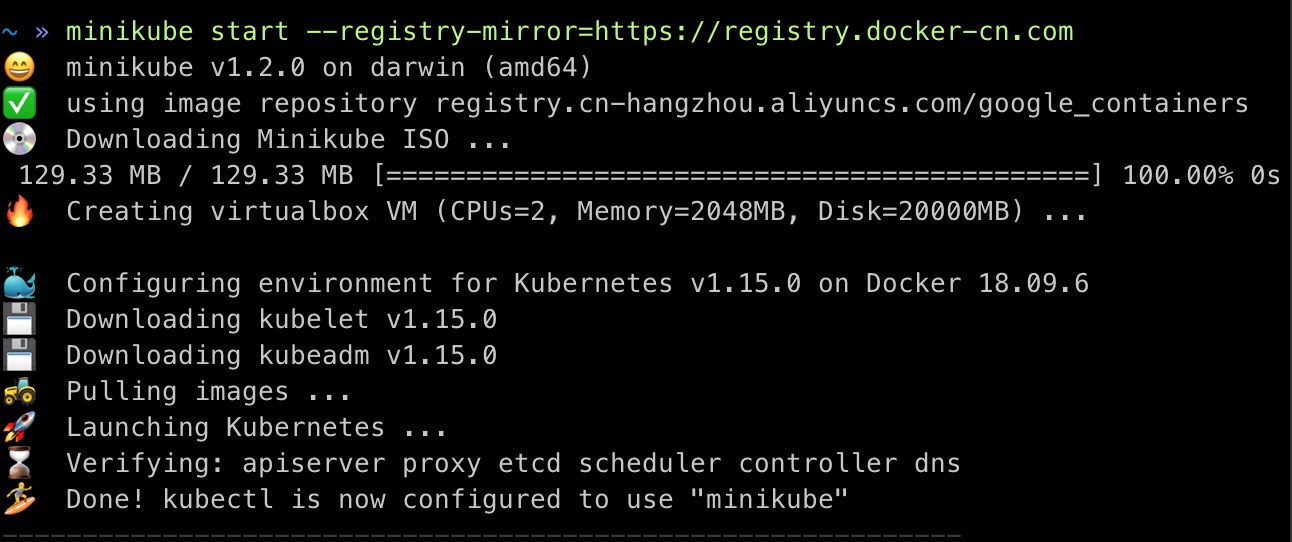 ~ » minikube start --registry-mirror=https://registry.docker-cn.com
😄 minikube v1.2.0 on darwin (amd64)
✅ using image repository registry.cn-hangzhou.aliyuncs.com/google_containers
💿 Downloading Minikube ISO ...
129.33 MB / 129.33 MB [============================================] 100.00% 0s
🔥 Creating virtualbox VM (CPUs=2, Memory=2048MB, Disk=20000MB) ...
🐳 Configuring environment for Kubernetes v1.15.0 on Docker 18.09.6
💾 Downloading kubelet v1.15.0
💾 Downloading kubeadm v1.15.0
🚜 Pulling images ...
🚀 Launching Kubernetes ...
⌛ Verifying: apiserver proxy etcd scheduler controller dns
🏄 Done! kubectl is now configured to use "minikube"